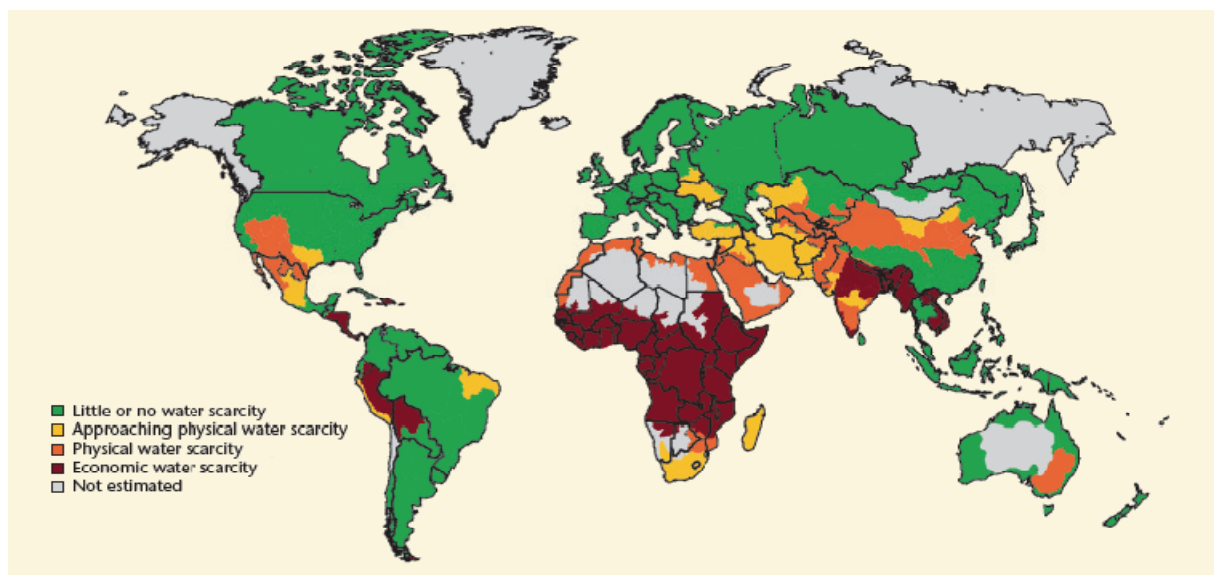 Little or no water scarcity
Approaching physical water scarcity
Physical water scarcity
Economic water scarcity
Not estimated